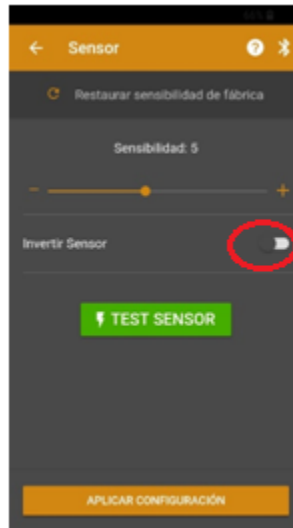 Sensor
Restaurar sensibilidad de fábrica
Sensibilidad: 5
Invertir Sensor
TEST SENSOR
APLICAR CONFIGURACIÓN